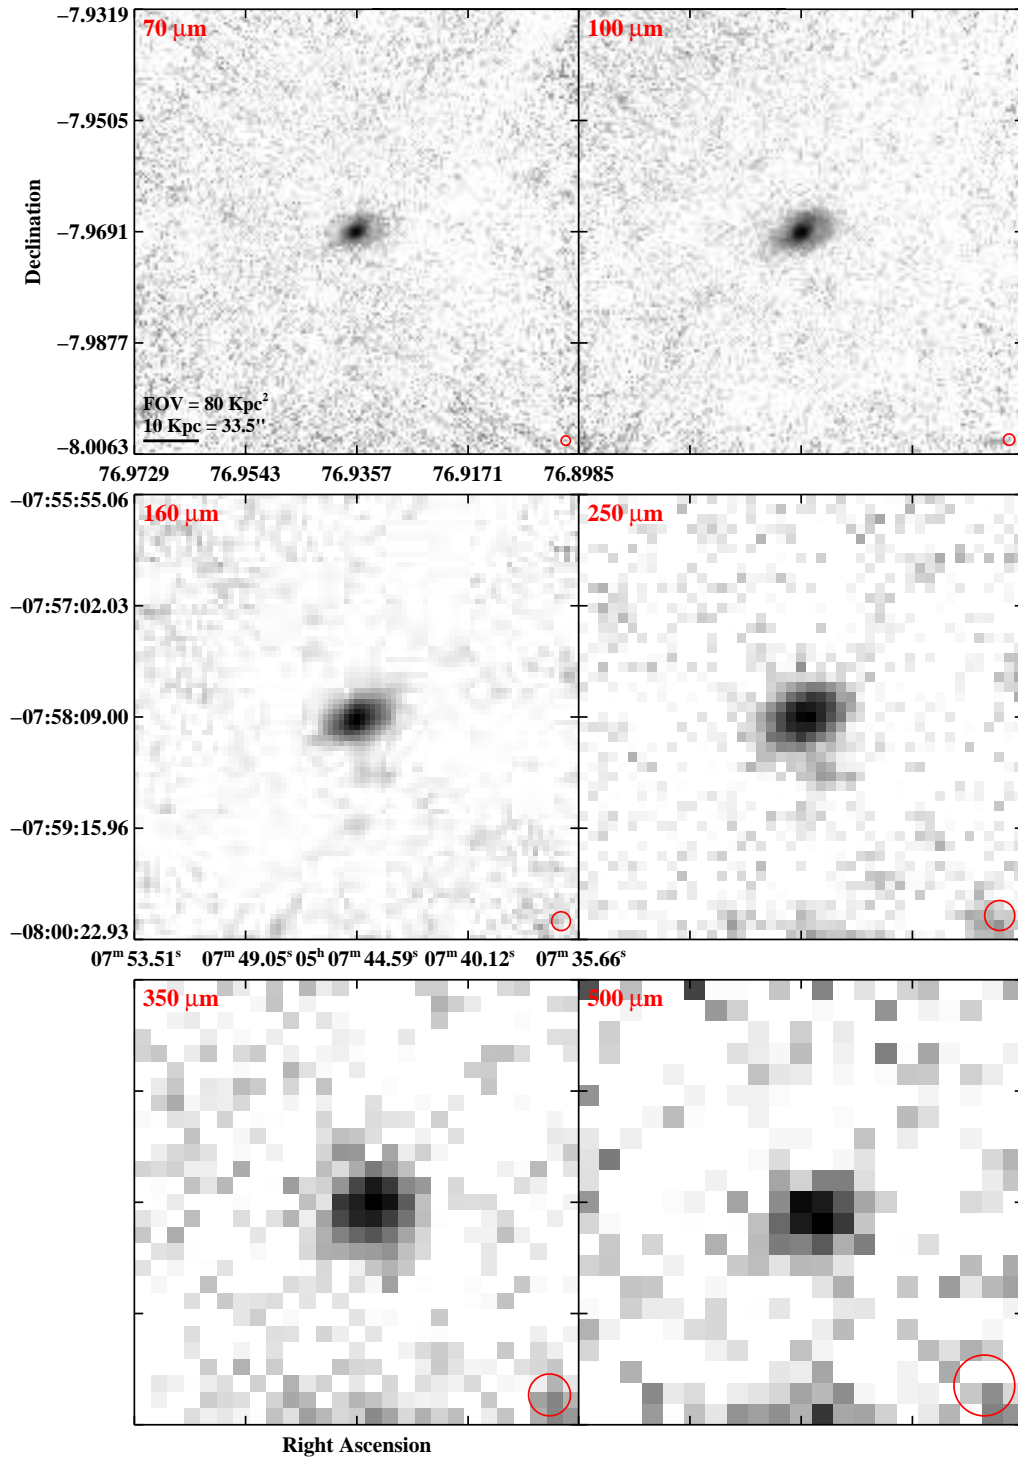 −7.9319
70 μm
100 μm
−7.9505
Declination
−7.9691
−7.9877
FOV = 80 Kpc²
10 Kpc = 33.5"
−8.0063
76.9729 76.9543 76.9357 76.9171 76.8985
−07:55:55.06
160 μm
250 μm
−07:57:02.03
−07:58:09.00
−07:59:15.96
−08:00:22.93
07ᵐ 53.51ˢ 07ᵐ 49.05ˢ 05ʰ 07ᵐ 44.59ˢ 07ᵐ 40.12ˢ 07ᵐ 35.66ˢ
350 μm
500 μm
Right Ascension